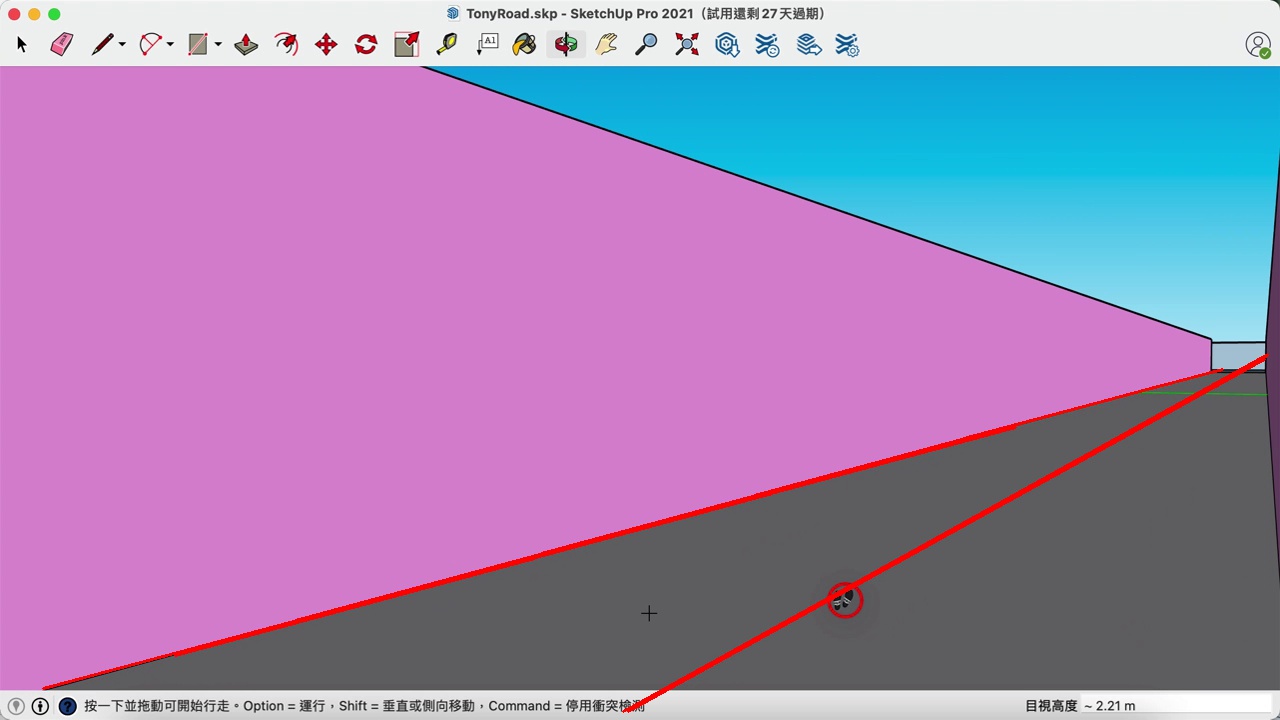 TonyRoad.skp - SketchUp Pro 2021（試用還剩 27 天過期）
A1
按一下並拖動可開始行走。Option = 運行，Shift = 垂直或側向移動，Command = 停用衝突檢測
目視高度 ~ 2.21 m